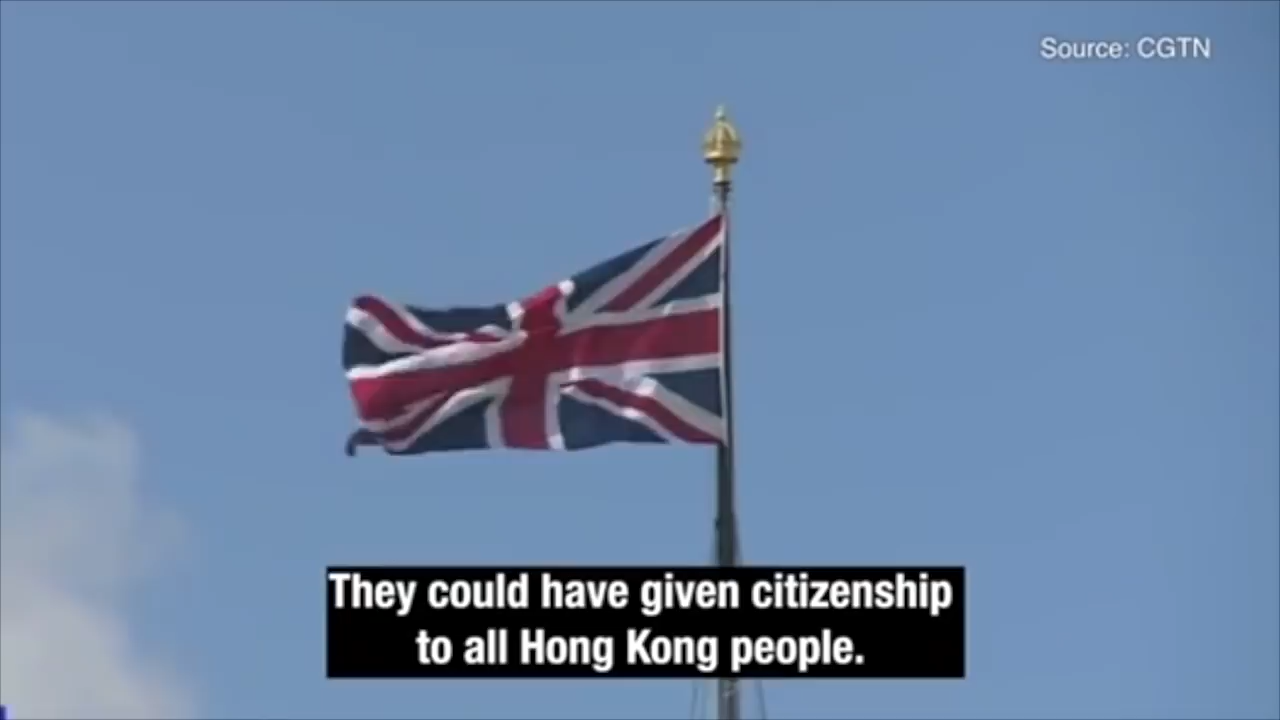 Source: CGTN
They could have given citizenship
to all Hong Kong people.